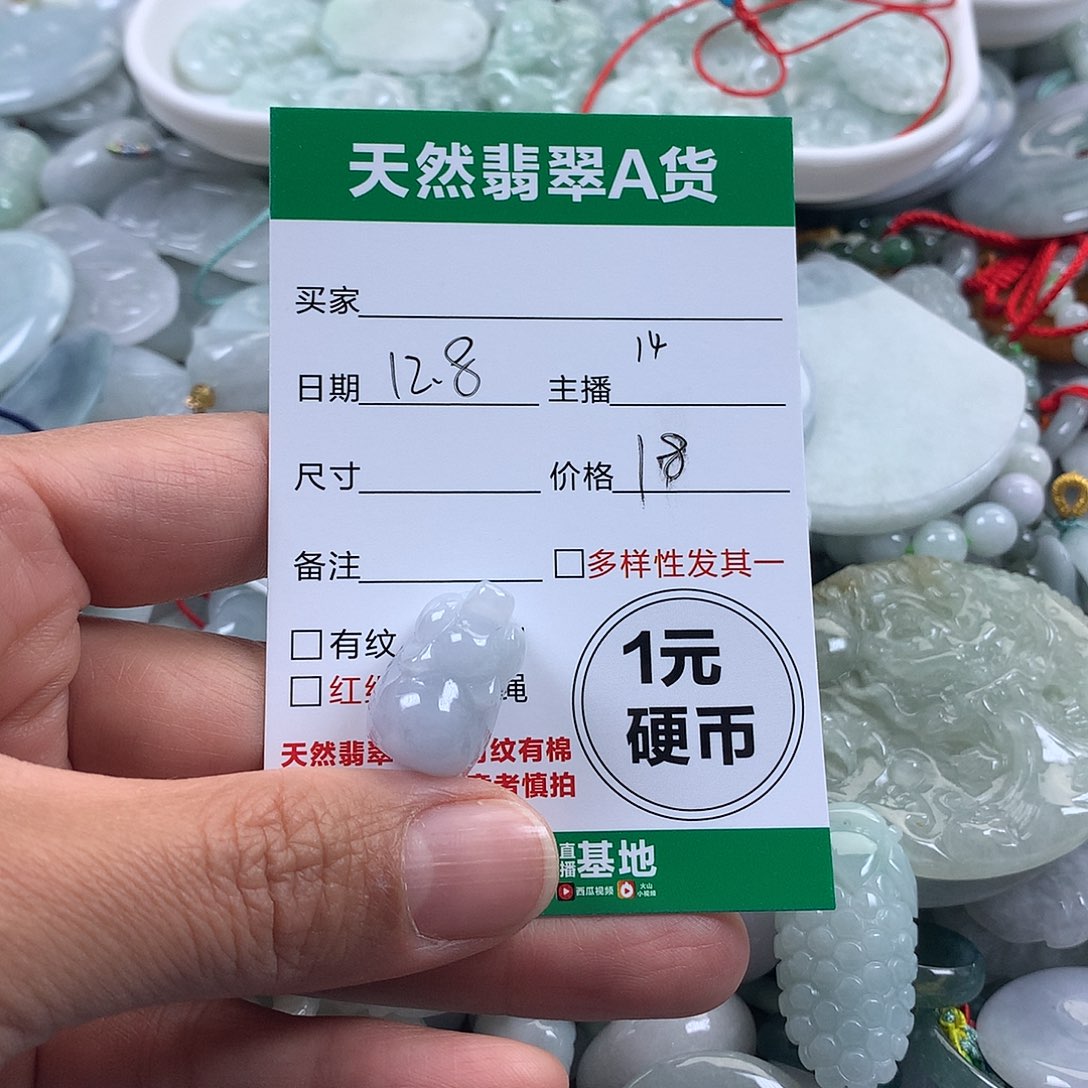 天然翡翠A货
买家
日期 12.8 主播 14
尺寸 价格 18
备注 □多样性发其一
□有纹
□红 绳
1元
硬币
天然翡翠 纹有棉
者慎拍
直播基地
西瓜视频 火山小视频